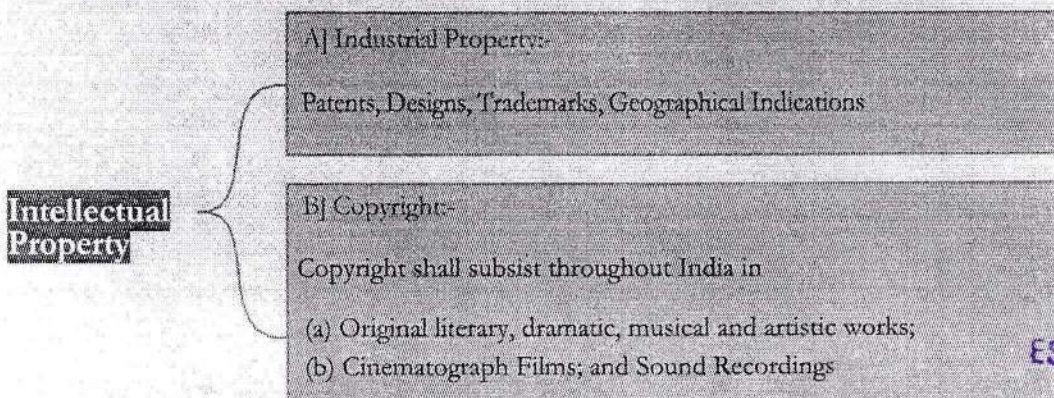 A] Industrial Property:-
Patents, Designs, Trademarks, Geographical Indications
Intellectual
Property
B] Copyright:-
Copyright shall subsist throughout India in
(a) Original literary, dramatic, musical and artistic works;
(b) Cinematograph Films; and Sound Recordings